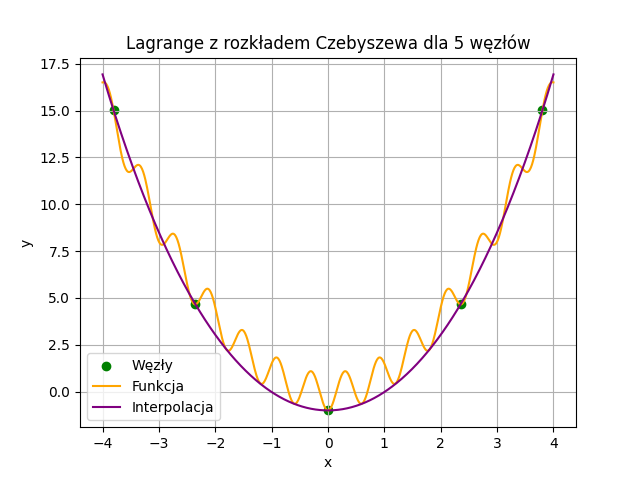 Lagrange z rozkładem Czebyszewa dla 5 węzłów
17.5
15.0
12.5
10.0
7.5
5.0
2.5
0.0
y
Węzły
Funkcja
Interpolacja
−4 −3 −2 −1 0 1 2 3 4
x